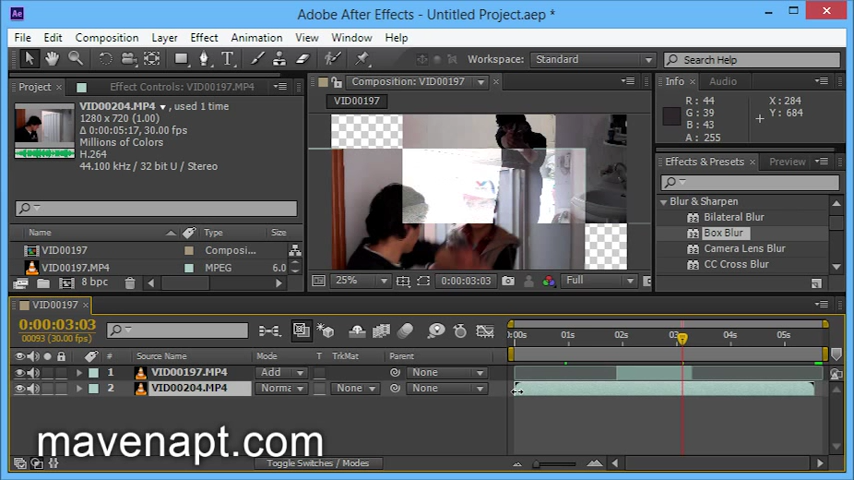 Ae Adobe After Effects - Untitled Project.aep *
File Edit Composition Layer Effect Animation View Window Help
Workspace: Standard Search Help
Project Effect Controls: VID00197.MP4 Composition: VID00197 Info Audio
VID00197
VID00204.MP4 , used 1 time
1280 x 720 (1.00)
Δ 0:00:05:17, 30.00 fps
Millions of Colors
H.264
44.100 kHz / 32 bit U / Stereo
R : 44 X : 284
G : 39 Y : 684
B : 43
A : 255
Effects & Presets Preview
Blur & Sharpen
Bilateral Blur
Box Blur
Camera Lens Blur
CC Cross Blur
Name Type Size
VID00197 Composi...
VID00197.MP4 MPEG 6.0
8 bpc
25% 0:00:03:03 Full
VID00197
0:00:03:03
00093 (30.00 fps)
:00s 01s 02s 03s 04s 05s
# Source Name Mode T TrkMat Parent
1 VID00197.MP4 Add None
2 VID00204.MP4 Norma None None
mavenapt.com
Toggle Switches / Modes